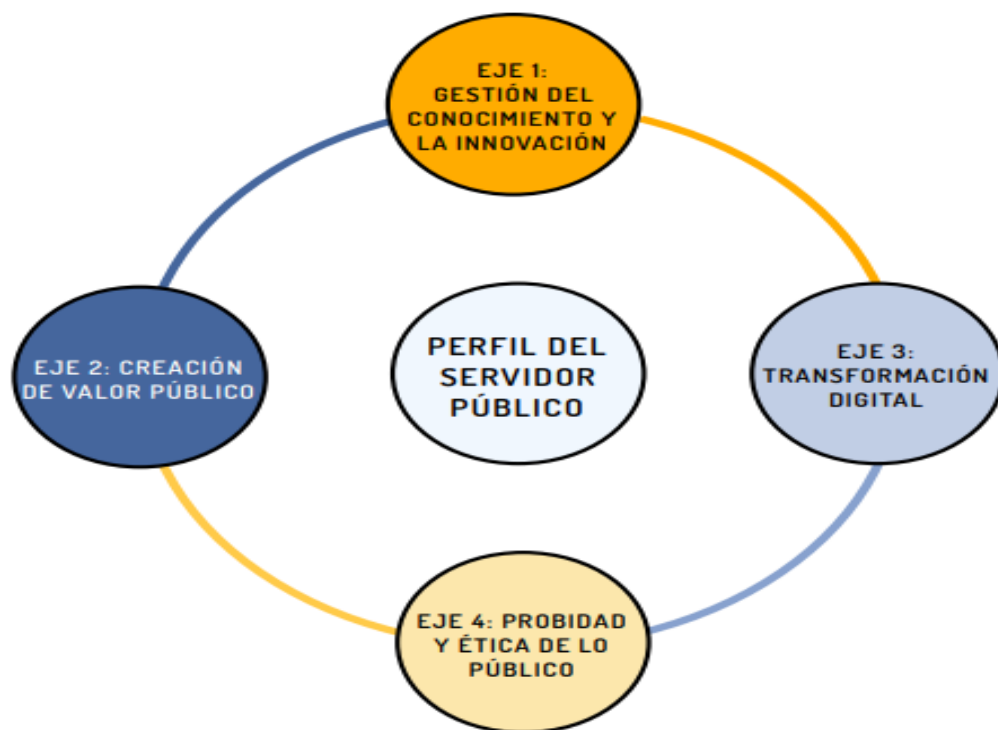 EJE 1:
GESTIÓN DEL
CONOCIMIENTO Y
LA INNOVACIÓN
EJE 2: CREACIÓN
DE VALOR PÚBLICO
PERFIL DEL
SERVIDOR
PÚBLICO
EJE 3:
TRANSFORMACIÓN
DIGITAL
EJE 4: PROBIDAD
Y ÉTICA DE LO
PÚBLICO